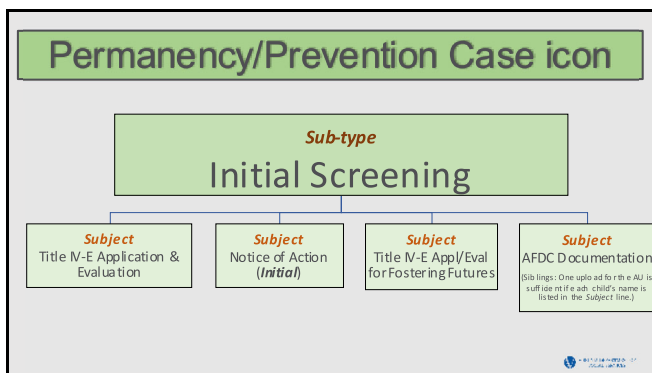 Permanency/Prevention Case icon
Sub-type
Initial Screening
Subject
Title IV-E Application &
Evaluation
Subject
Notice of Action
(Initial)
Subject
Title IV-E Appl/Eval
for Fostering Futures
Subject
AFDC Documentation
(Siblings: One upload for the AU is
sufficient if each child's name is
listed in the Subject line.)